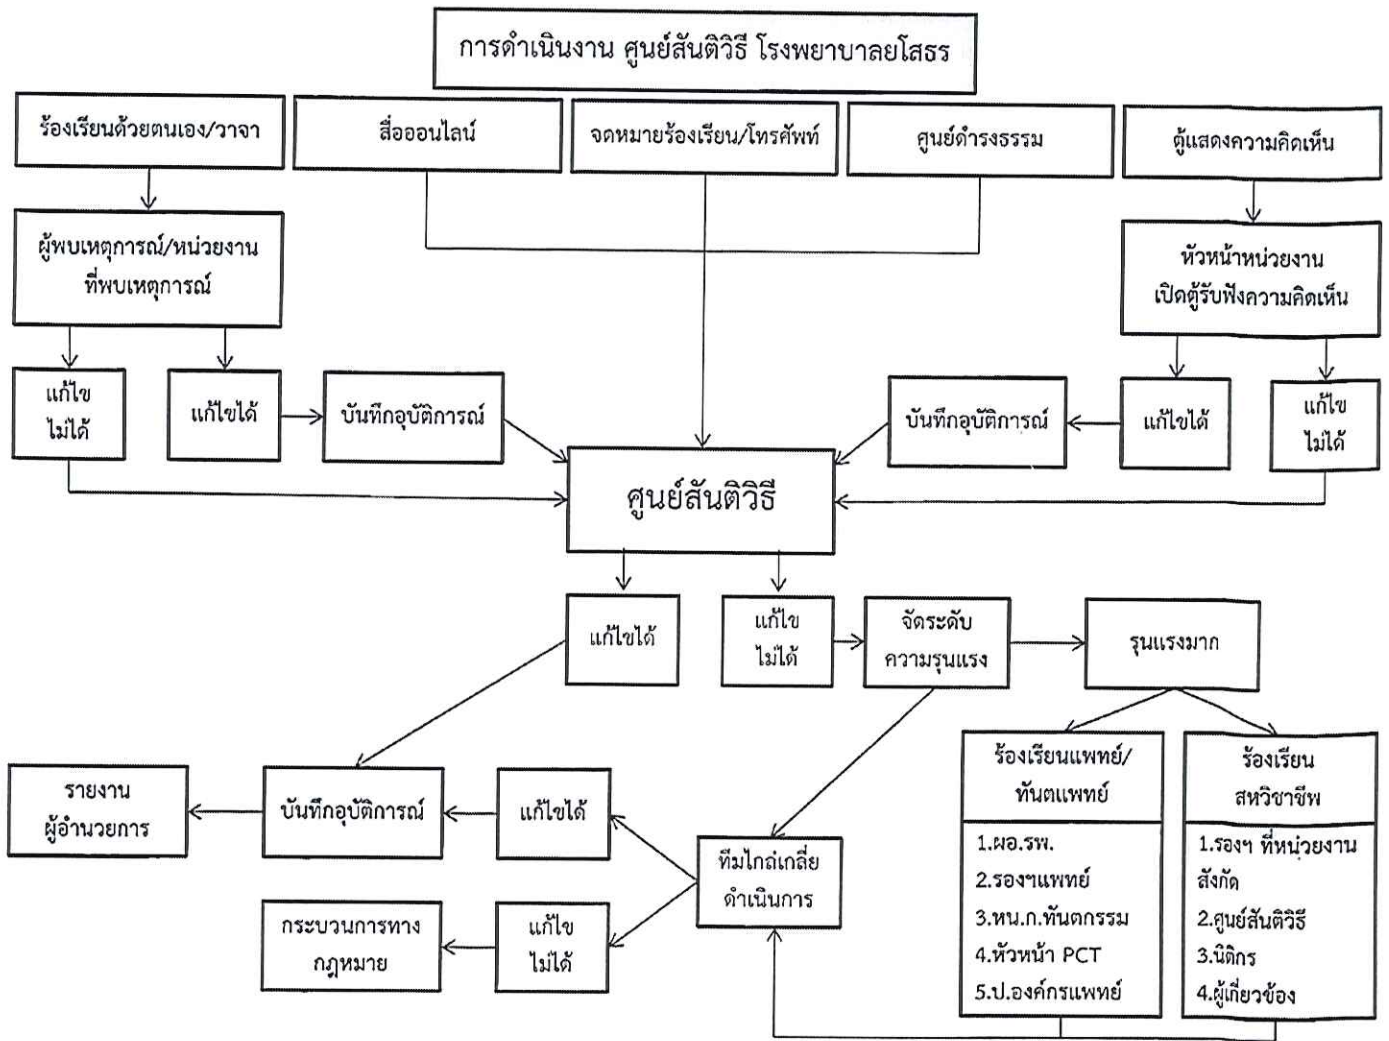 การดำเนินงาน ศูนย์สันติวิธี โรงพยาบาลยโสธร
ร้องเรียนด้วยตนเอง/วาจา
สื่อออนไลน์
จดหมายร้องเรียน/โทรศัพท์
ศูนย์ดำรงธรรม
ตู้แสดงความคิดเห็น
ผู้พบเหตุการณ์/หน่วยงาน
ที่พบเหตุการณ์
หัวหน้าหน่วยงาน
เปิดตู้รับฟังความคิดเห็น
แก้ไข
ไม่ได้
แก้ไขได้
บันทึกอุบัติการณ์
บันทึกอุบัติการณ์
แก้ไขได้
แก้ไข
ไม่ได้
ศูนย์สันติวิธี
แก้ไขได้
แก้ไข
ไม่ได้
จัดระดับ
ความรุนแรง
รุนแรงมาก
รายงาน
ผู้อำนวยการ
บันทึกอุบัติการณ์
แก้ไขได้
ทีมไกล่เกลี่ย
ดำเนินการ
กระบวนการทาง
กฎหมาย
แก้ไข
ไม่ได้
ร้องเรียนแพทย์/
ทันตแพทย์
1.ผอ.รพ.
2.รองฯแพทย์
3.หน.ก.ทันตกรรม
4.หัวหน้า PCT
5.ป.องค์กรแพทย์
ร้องเรียน
สหวิชาชีพ
1.รองฯ ที่หน่วยงาน
สังกัด
2.ศูนย์สันติวิธี
3.นิติกร
4.ผู้เกี่ยวข้อง